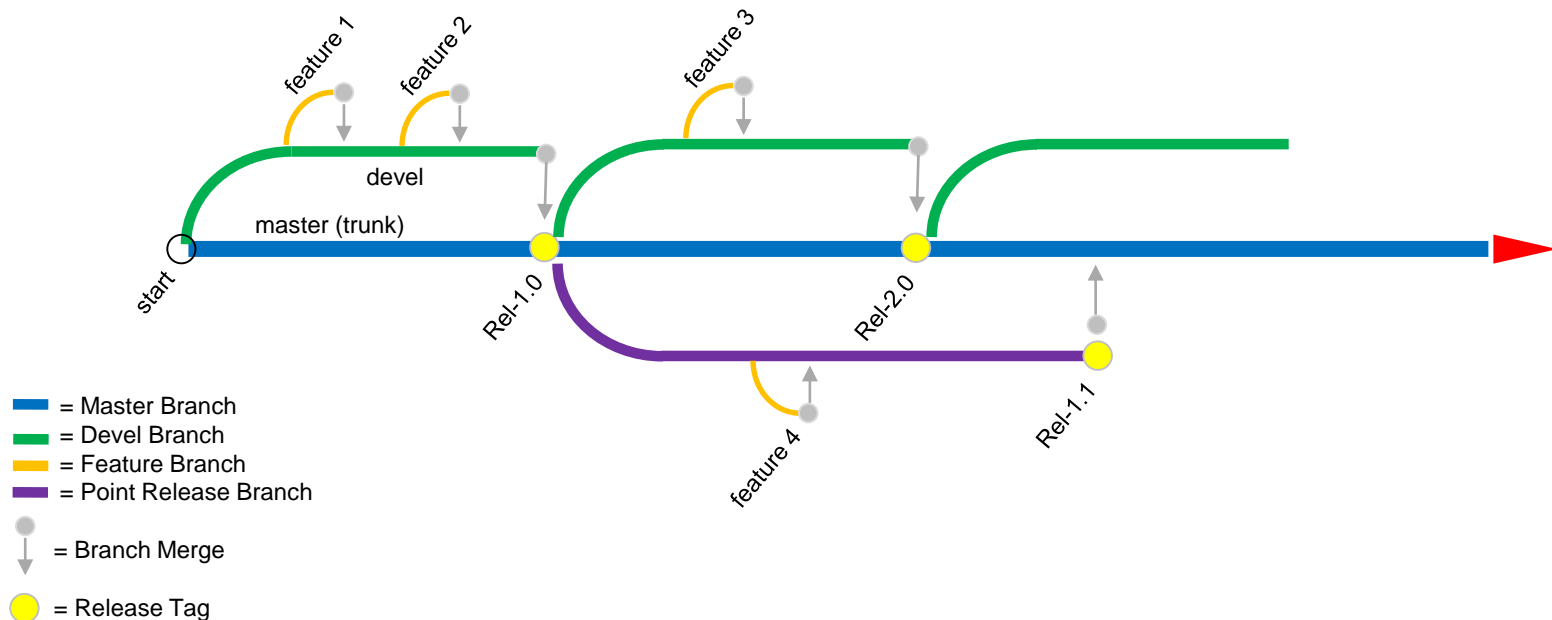 feature 1
feature 2
feature 3
devel
master (trunk)
start
Rel-1.0
Rel-2.0
feature 4
Rel-1.1
= Master Branch
= Devel Branch
= Feature Branch
= Point Release Branch
= Branch Merge
= Release Tag